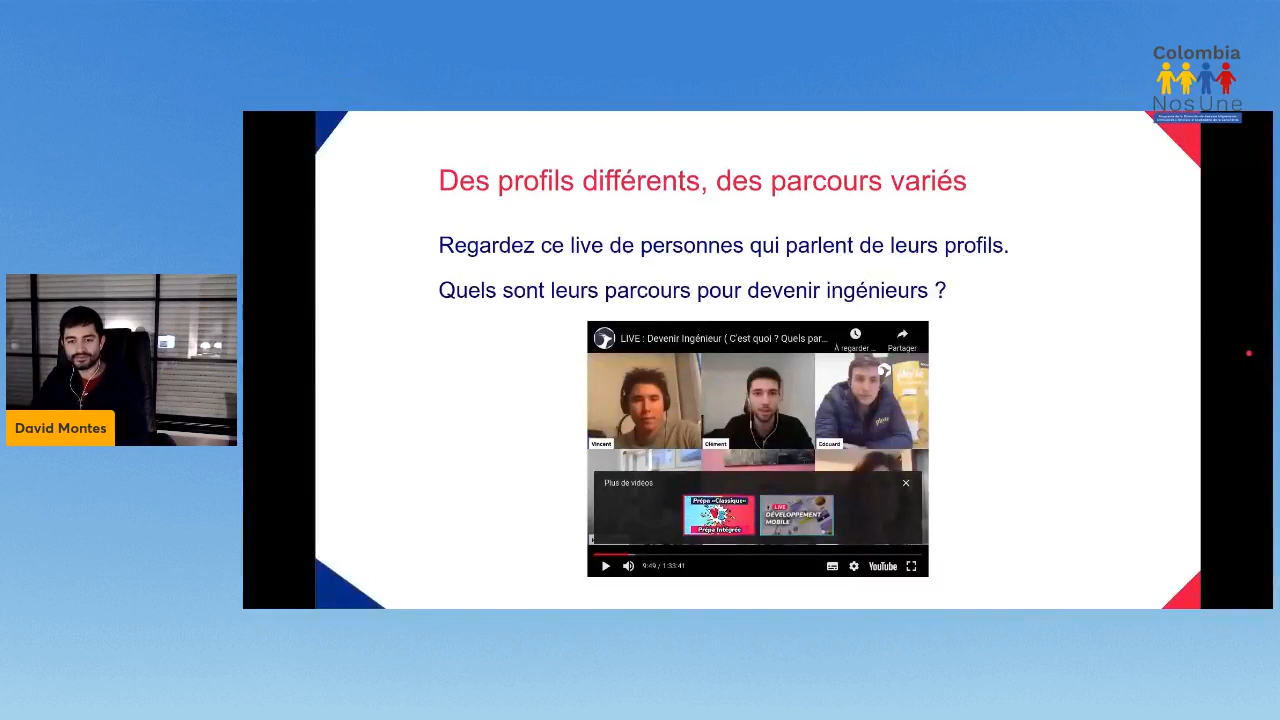 Colombia
NosUne
Des profils différents, des parcours variés
Regardez ce live de personnes qui parlent de leurs profils.
Quels sont leurs parcours pour devenir ingénieurs ?
LIVE : Devenir Ingénieur ( C'est quoi ? Quels par...
À regarder ...
Partager
Vincent
Clément
Edouard
David Montes
Plus de vidéos
Prépa «Classique»
Prépa Intégrée
LIVE
DÉVELOPPEMENT
MOBILE
9:49 / 1:33:41
YouTube